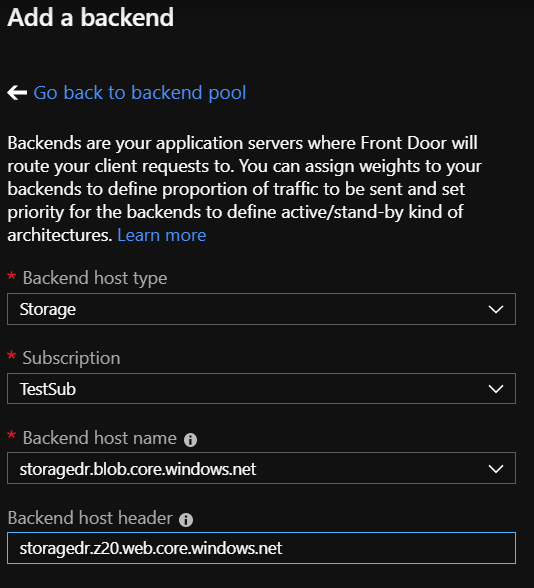 Add a backend
Go back to backend pool
Backends are your application servers where Front Door will
route your client requests to. You can assign weights to your
backends to define proportion of traffic to be sent and set
priority for the backends to define active/stand-by kind of
architectures. Learn more
* Backend host type
Storage
* Subscription
TestSub
* Backend host name
storagedr.blob.core.windows.net
Backend host header
storagedr.z20.web.core.windows.net